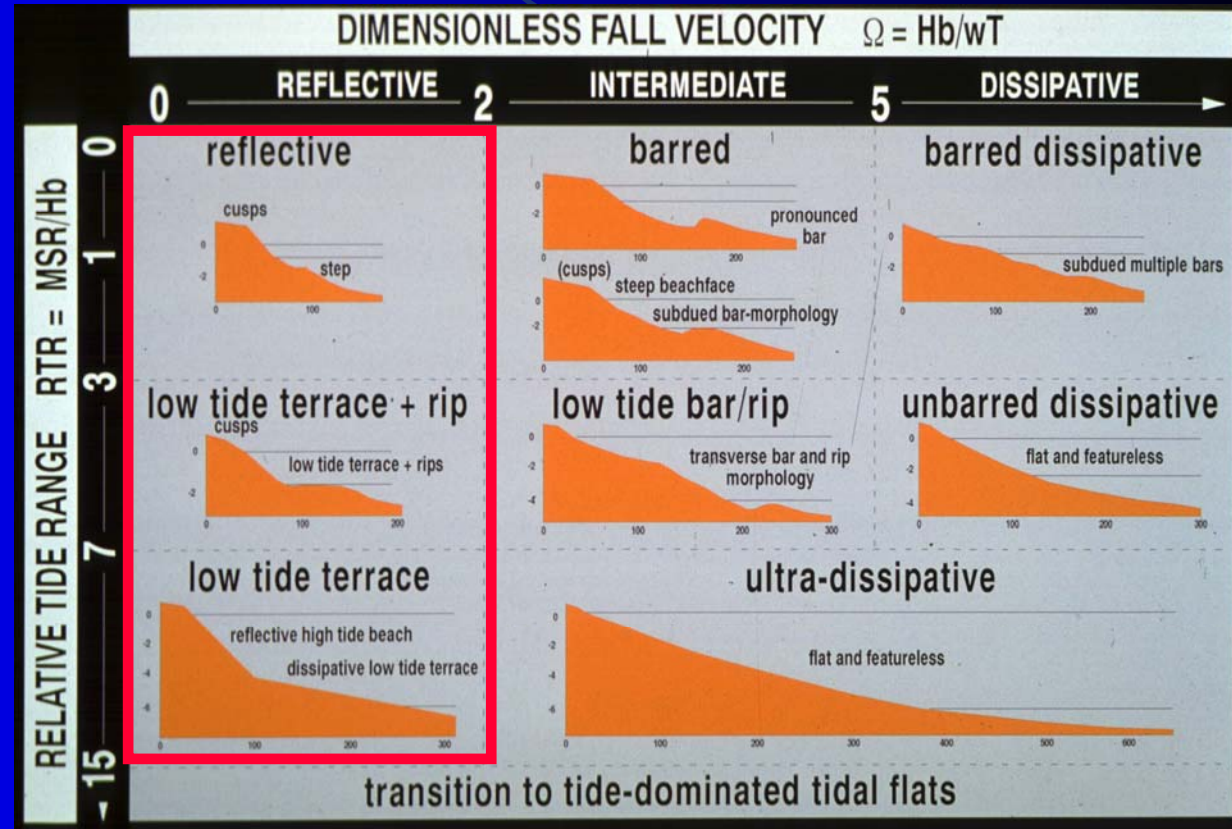 DIMENSIONLESS FALL VELOCITY Ω = Hb/wT
0 REFLECTIVE 2 INTERMEDIATE 5 DISSIPATIVE
RELATIVE TIDE RANGE RTR = MSR/Hb
0
1
3
7
15
reflective
cusps
step
0
-2
0 100
barred
pronounced
bar
0
-2
0 100 200
(cusps)
steep beachface
subdued bar-morphology
0
-2
0 100 200
barred dissipative
subdued multiple bars
0
-2
0 100 200
low tide terrace + rip
cusps
low tide terrace + rips
0
-2
0 100 200
low tide bar/rip
transverse bar and rip
morphology
0
-2
-4
0 100 200 300
unbarred dissipative
flat and featureless
0
-2
-4
0 100 200 300
low tide terrace
reflective high tide beach
dissipative low tide terrace
0
-2
-4
-6
0 100 200 300
ultra-dissipative
flat and featureless
0
-2
-4
-6
0 100 200 300 400 500 600
transition to tide-dominated tidal flats